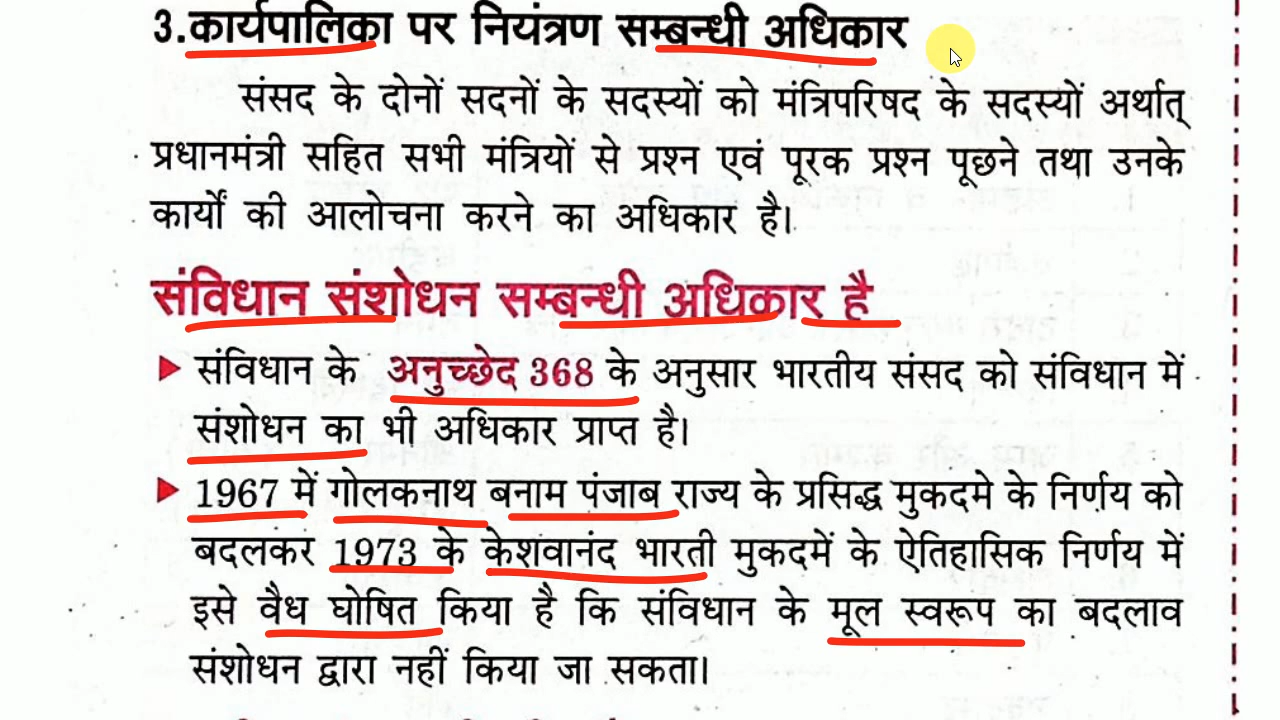 3.कार्यपालिका पर नियंत्रण सम्बन्धी अधिकार
संसद के दोनों सदनों के सदस्यों को मंत्रिपरिषद के सदस्यों अर्थात्
प्रधानमंत्री सहित सभी मंत्रियों से प्रश्न एवं पूरक प्रश्न पूछने तथा उनके
कार्यों की आलोचना करने का अधिकार है।
संविधान संशोधन सम्बन्धी अधिकार है
संविधान के अनुच्छेद 368 के अनुसार भारतीय संसद को संविधान में
संशोधन का भी अधिकार प्राप्त है।
1967 में गोलकनाथ बनाम पंजाब राज्य के प्रसिद्ध मुकदमे के निर्णय को
बदलकर 1973 के केशवानंद भारती मुकदमें के ऐतिहासिक निर्णय में
इसे वैध घोषित किया है कि संविधान के मूल स्वरूप का बदलाव
संशोधन द्वारा नहीं किया जा सकता।